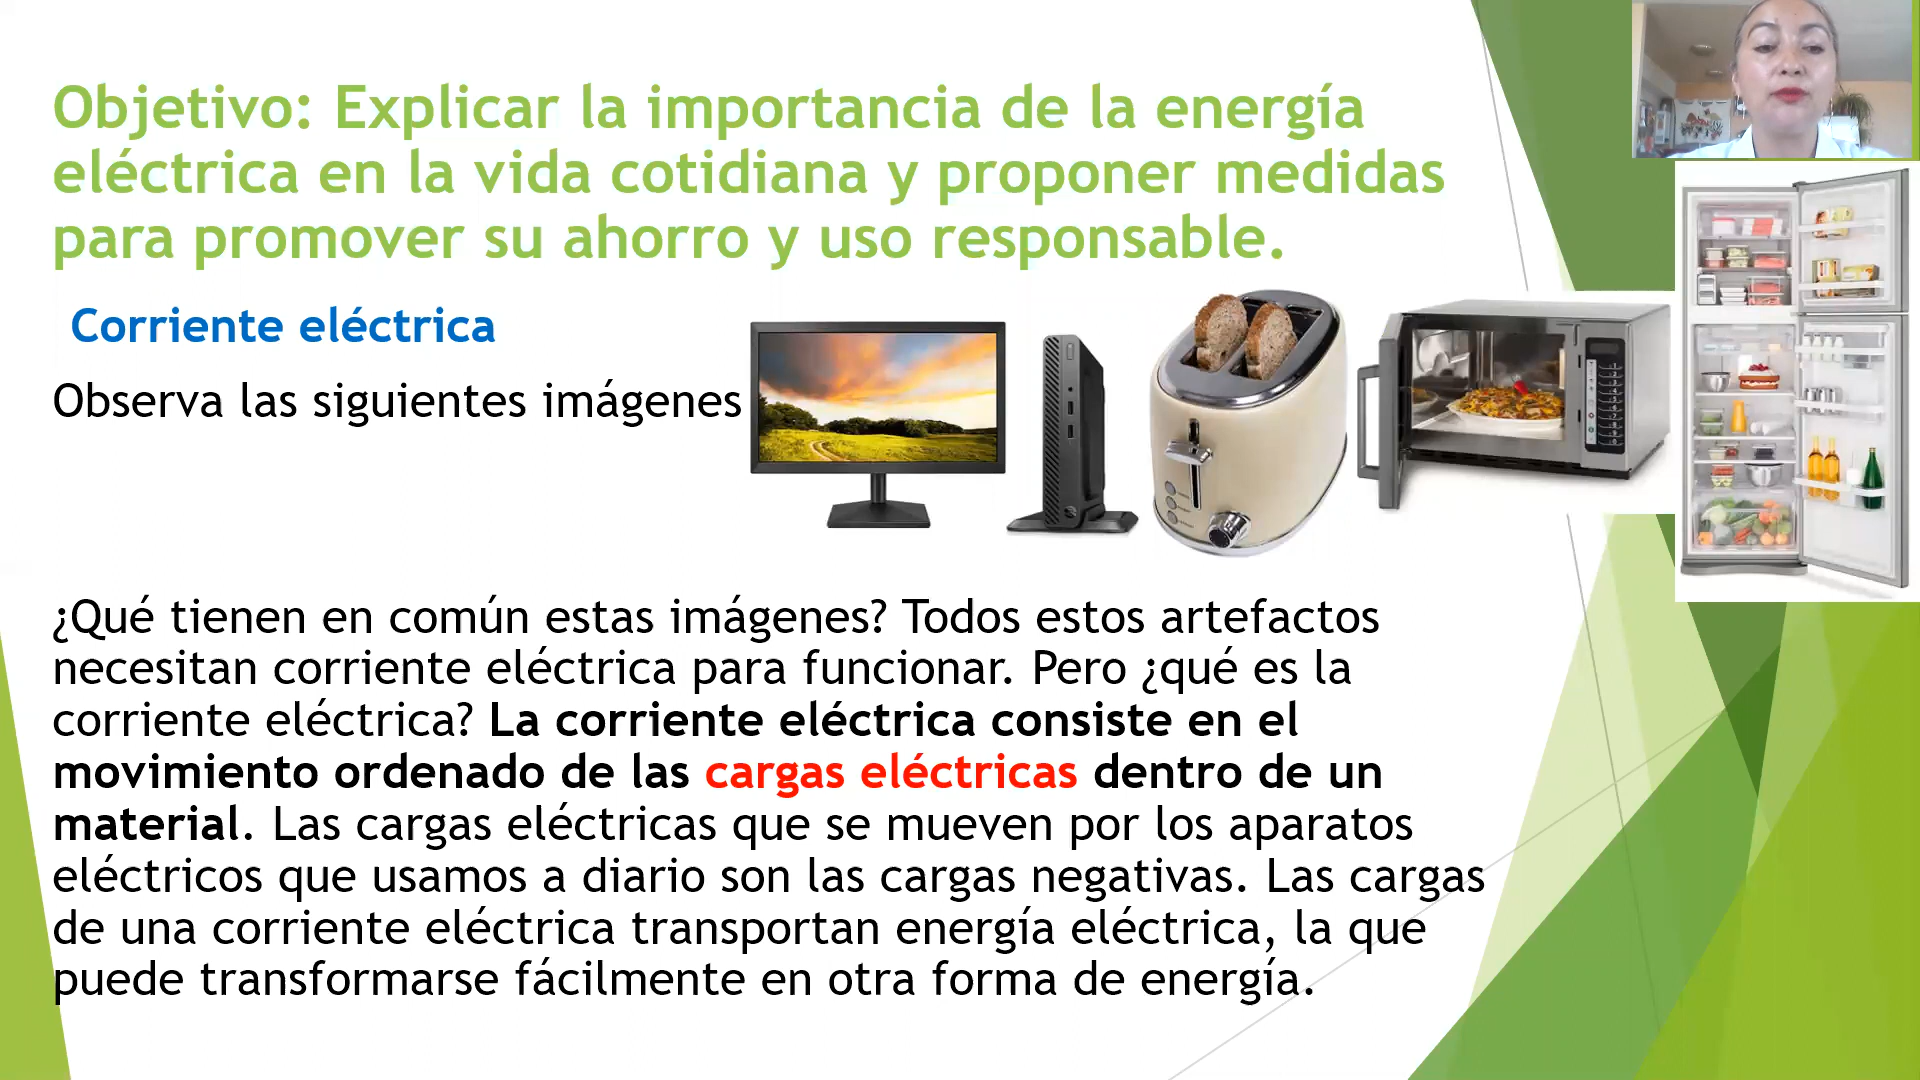 Objetivo: Explicar la importancia de la energía
eléctrica en la vida cotidiana y proponer medidas
para promover su ahorro y uso responsable.
Corriente eléctrica
Observa las siguientes imágenes
¿Qué tienen en común estas imágenes? Todos estos artefactos
necesitan corriente eléctrica para funcionar. Pero ¿qué es la
corriente eléctrica? La corriente eléctrica consiste en el
movimiento ordenado de las cargas eléctricas dentro de un
material. Las cargas eléctricas que se mueven por los aparatos
eléctricos que usamos a diario son las cargas negativas. Las cargas
de una corriente eléctrica transportan energía eléctrica, la que
puede transformarse fácilmente en otra forma de energía.